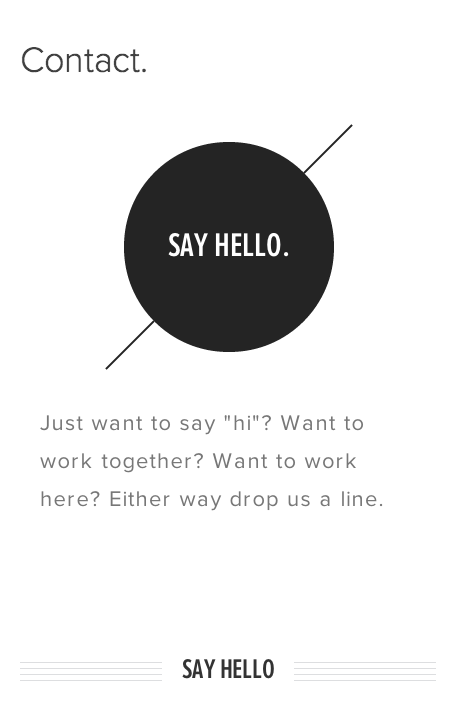 Contact.
SAY HELLO.
Just want to say "hi"? Want to
work together? Want to work
here? Either way drop us a line.
SAY HELLO